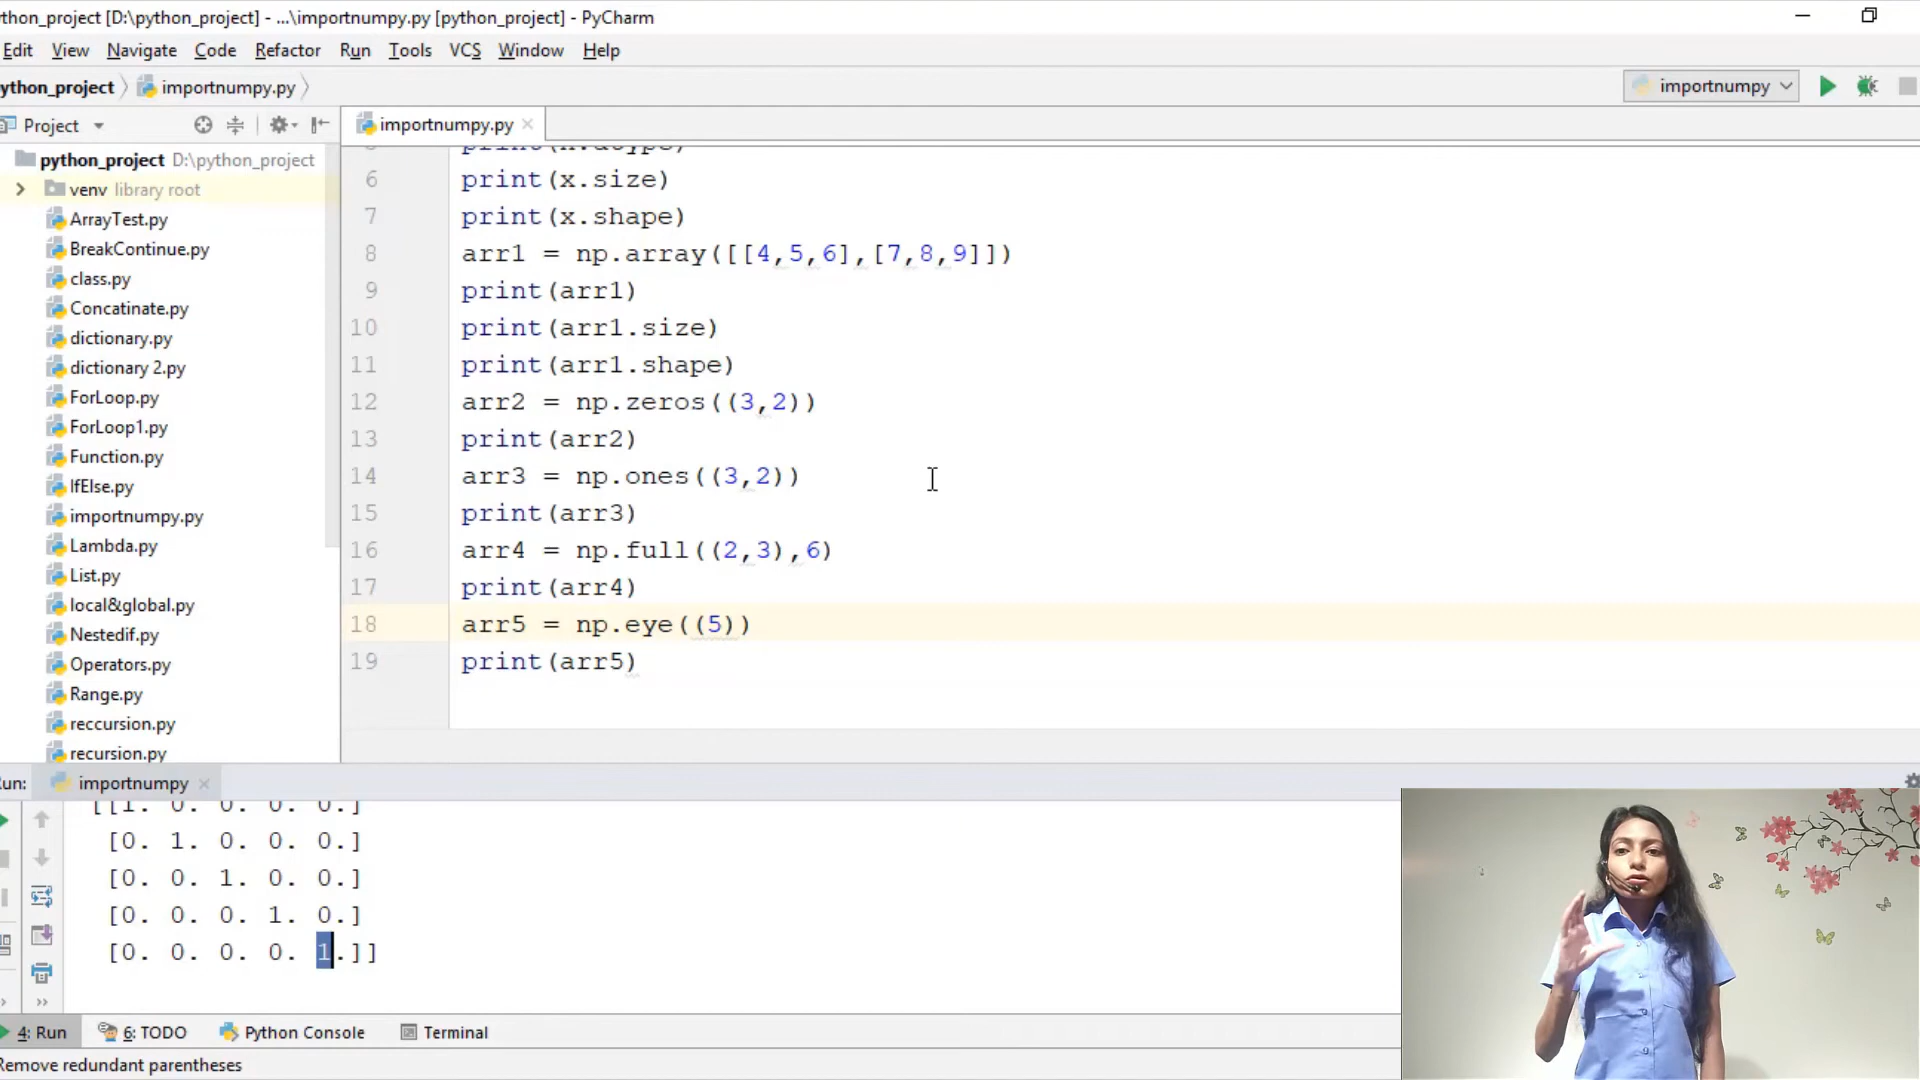 thon_project [D:\python_project] - ...\importnumpy.py [python_project] - PyCharm
Edit View Navigate Code Refactor Run Tools VCS Window Help
ython_project importnumpy.py importnumpy
Project importnumpy.py
python_project D:\python_project
venv library root
ArrayTest.py
BreakContinue.py
class.py
Concatinate.py
dictionary.py
dictionary 2.py
ForLoop.py
ForLoop1.py
Function.py
IfElse.py
importnumpy.py
Lambda.py
List.py
local&global.py
Nestedif.py
Operators.py
Range.py
reccursion.py
recursion.py
6 print(x.size)
7 print(x.shape)
8 arr1 = np.array([[4,5,6],[7,8,9]])
9 print(arr1)
10 print(arr1.size)
11 print(arr1.shape)
12 arr2 = np.zeros((3,2))
13 print(arr2)
14 arr3 = np.ones((3,2))
15 print(arr3)
16 arr4 = np.full((2,3),6)
17 print(arr4)
18 arr5 = np.eye((5))
19 print(arr5)
un: importnumpy
[[1. 0. 0. 0. 0.]
[0. 1. 0. 0. 0.]
[0. 0. 1. 0. 0.]
[0. 0. 0. 1. 0.]
[0. 0. 0. 0. 1.]]
4: Run 6: TODO Python Console Terminal
Remove redundant parentheses